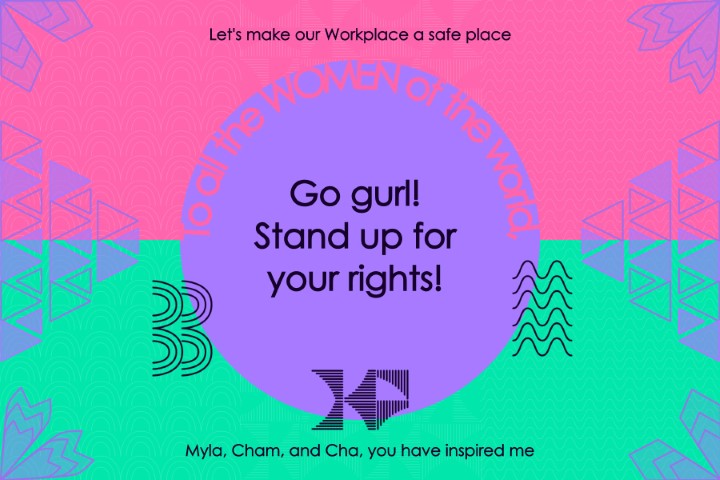 Let's make our Workplace a safe place
To all the WOMEN of the world,
Go gurl!
Stand up for
your rights!
Myla, Cham, and Cha, you have inspired me